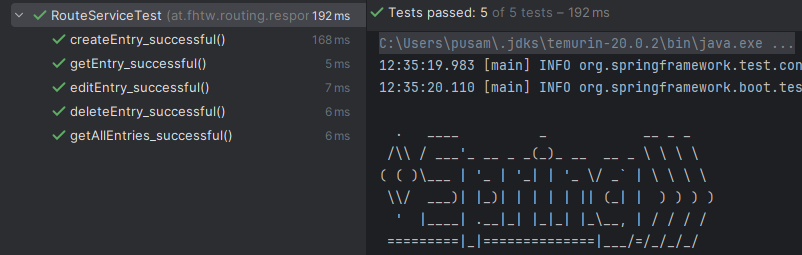 RouteServiceTest (at.fhtw.routing.respor 192 ms
createEntry_successful() 168 ms
getEntry_successful() 5 ms
editEntry_successful() 7 ms
deleteEntry_successful() 6 ms
getAllEntries_successful() 6 ms
Tests passed: 5 of 5 tests – 192 ms
C:\Users\pusam\.jdks\temurin-20.0.2\bin\java.exe ...
12:35:19.983 [main] INFO org.springframework.test.con
12:35:20.110 [main] INFO org.springframework.boot.tes
  .   ____          _            __ _ _
 /\\ / ___'_ __ _ _(_)_ __  __ _ \ \ \ \
( ( )\___ | '_ | '_| | '_ \/ _` | \ \ \ \
 \\/  ___)| |_)| | | | | || (_| |  ) ) ) )
  '  |____| .__|_| |_|_| |_\__, | / / / /
 =========|_|==============|___/=/_/_/_/